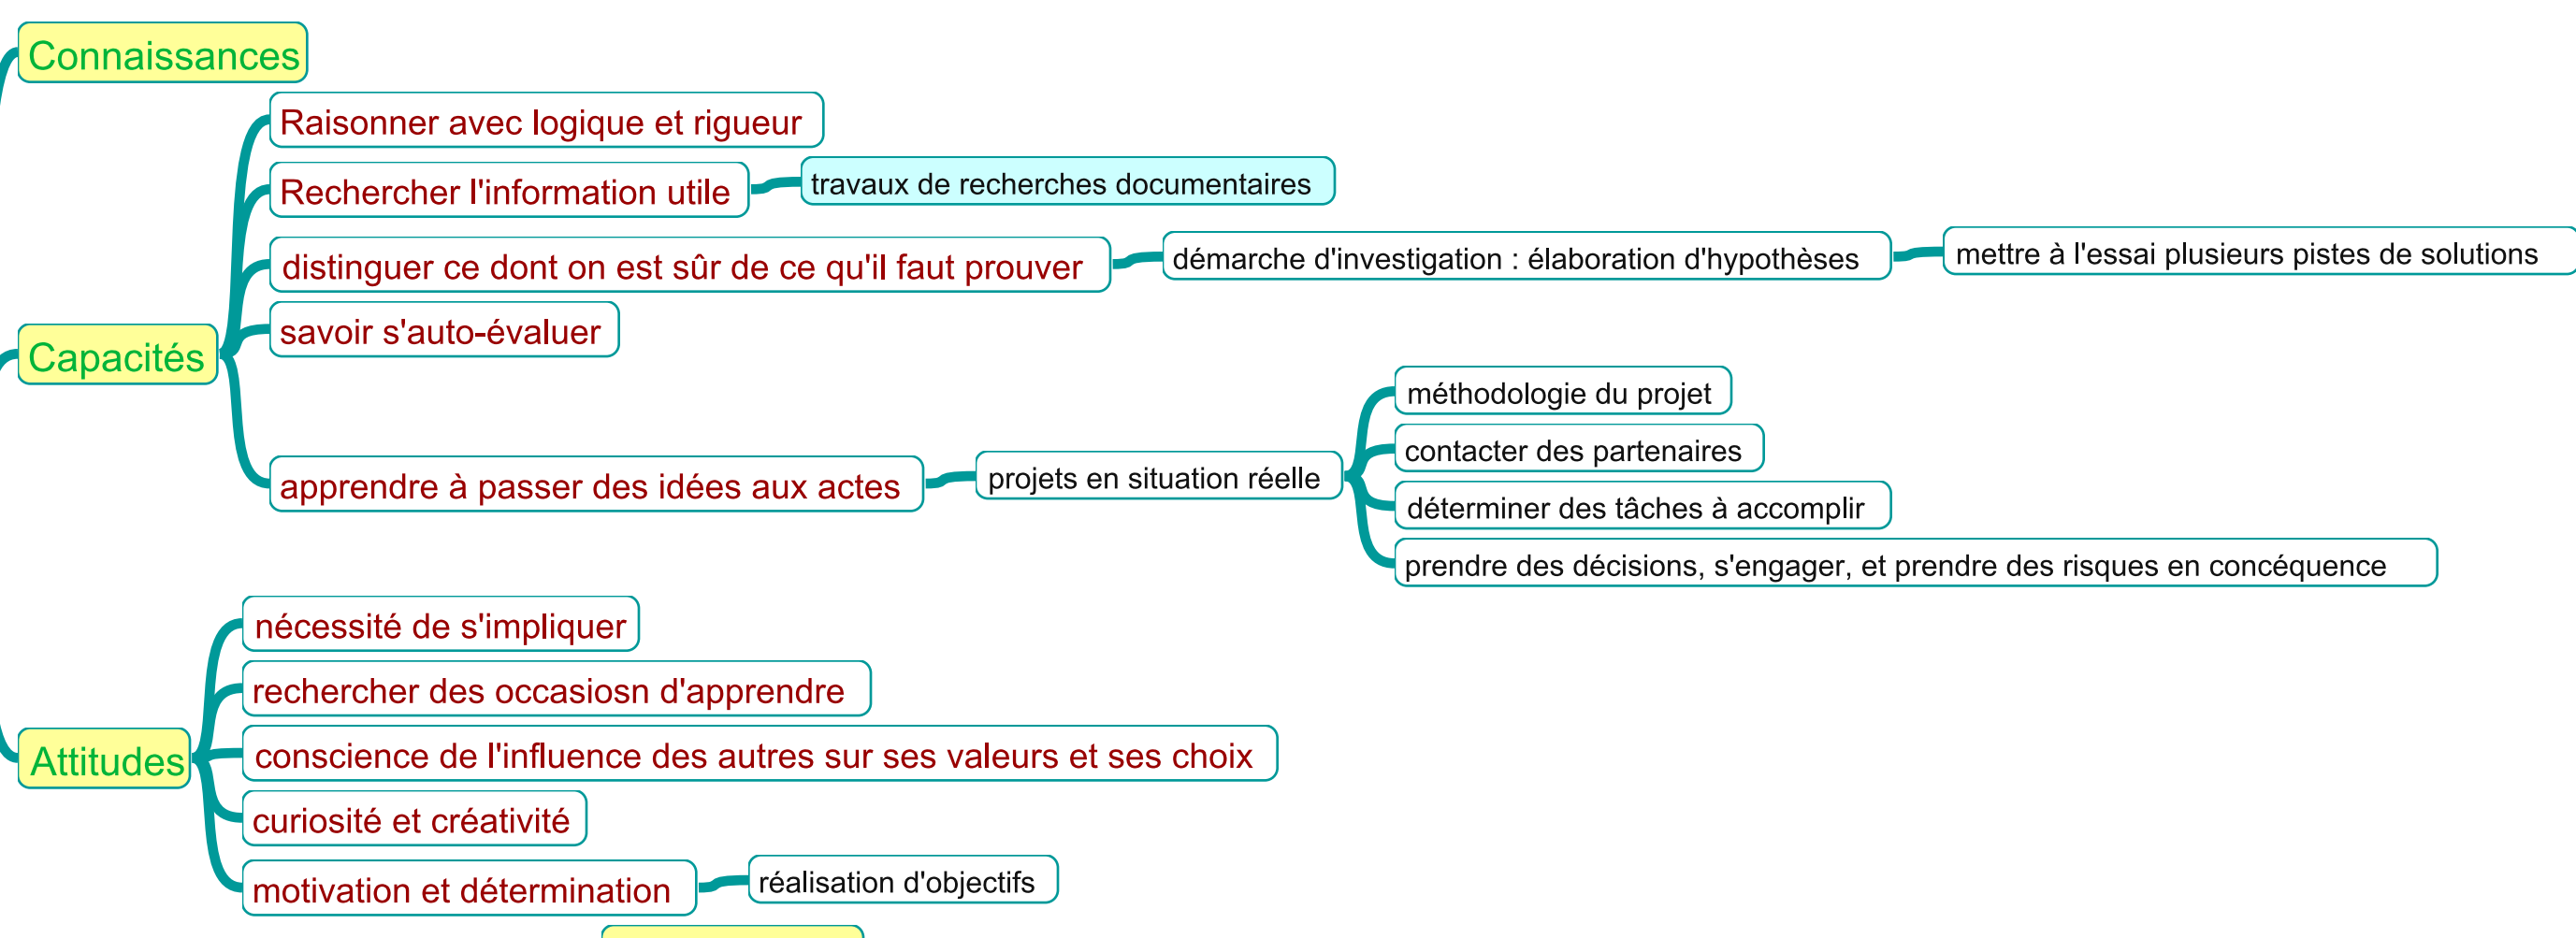 Connaissances
Capacités
Raisonner avec logique et rigueur
Rechercher l'information utile
travaux de recherches documentaires
distinguer ce dont on est sûr de ce qu'il faut prouver
démarche d'investigation : élaboration d'hypothèses
mettre à l'essai plusieurs pistes de solutions
savoir s'auto-évaluer
apprendre à passer des idées aux actes
projets en situation réelle
méthodologie du projet
contacter des partenaires
déterminer des tâches à accomplir
prendre des décisions, s'engager, et prendre des risques en concéquence
Attitudes
nécessité de s'impliquer
rechercher des occasiosn d'apprendre
conscience de l'influence des autres sur ses valeurs et ses choix
curiosité et créativité
motivation et détermination
réalisation d'objectifs